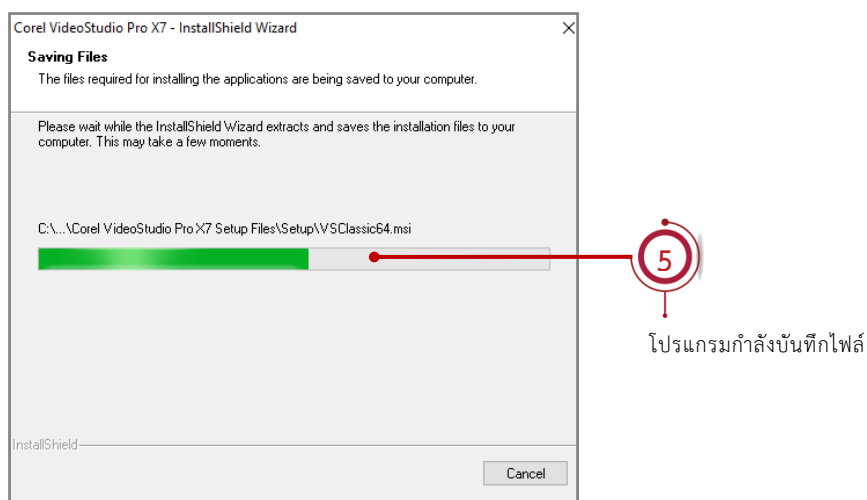 Corel VideoStudio Pro X7 - InstallShield Wizard
Saving Files
The files required for installing the applications are being saved to your computer.
Please wait while the InstallShield Wizard extracts and saves the installation files to your
computer. This may take a few moments.
C:\...\Corel VideoStudio Pro X7 Setup Files\Setup\VSClassic64.msi
5
โปรแกรมกำลังบันทึกไฟล์
InstallShield
Cancel